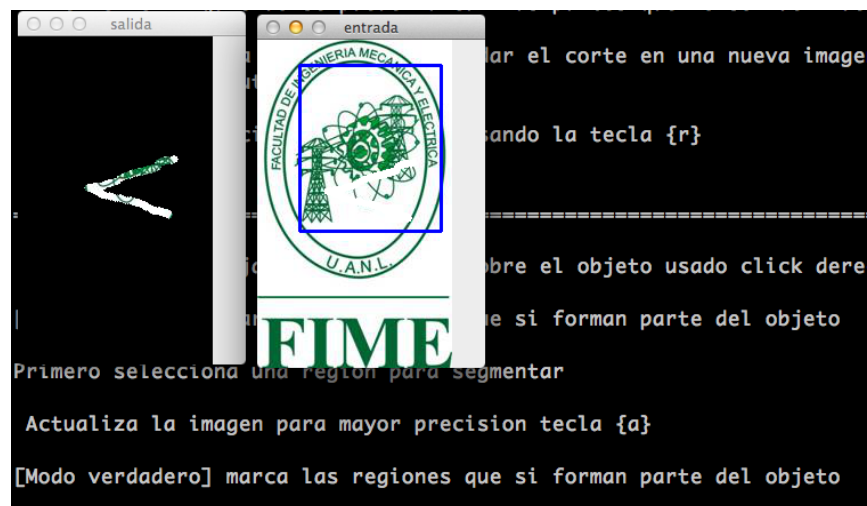 salida
entrada
dar el corte en una nueva image
sando la tecla {r}
FACULTAD DE INGENIERIA MECANICA Y ELECTRICA
U.A.N.L.
FIME
======================================
bre el objeto usado click dere
e si forman parte del objeto
Primero selecciona una region para segmentar
Actualiza la imagen para mayor precision tecla {a}
[Modo verdadero] marca las regiones que si forman parte del objeto